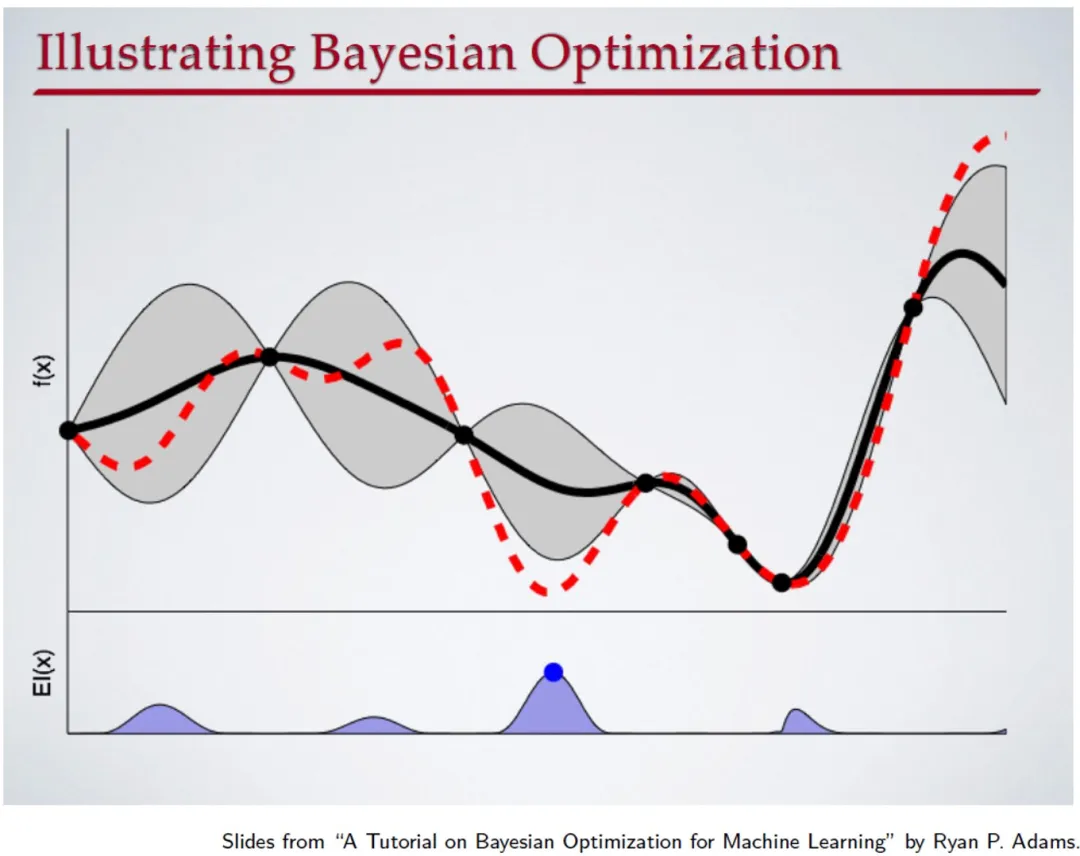 Illustrating Bayesian Optimization
f(x)
EI(x)
Slides from “A Tutorial on Bayesian Optimization for Machine Learning” by Ryan P. Adams.